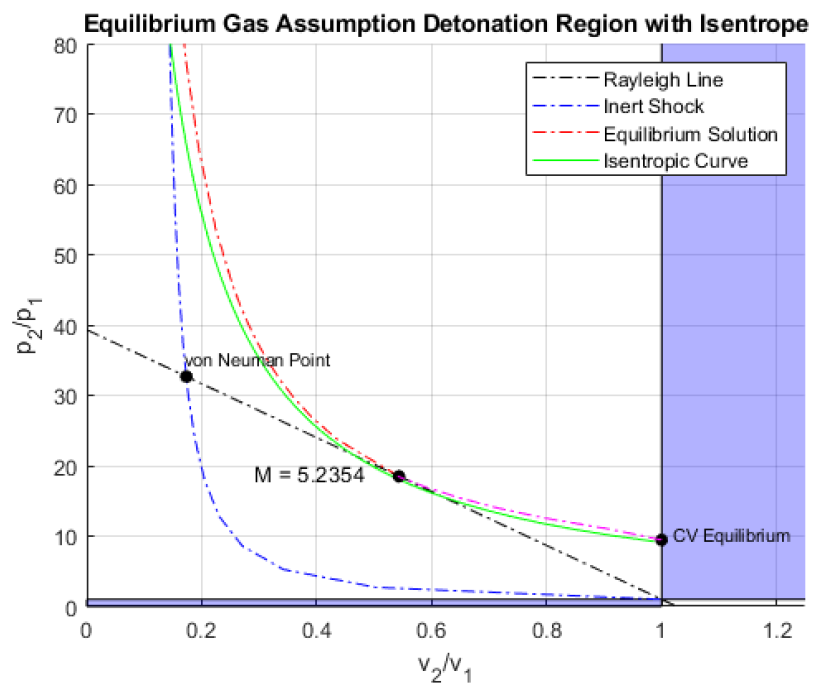 Equilibrium Gas Assumption Detonation Region with Isentrope
80
70
60
50
40
30
20
10
0
p2/p1
Rayleigh Line
Inert Shock
Equilibrium Solution
Isentropic Curve
von Neuman Point
M = 5.2354
CV Equilibrium
0 0.2 0.4 0.6 0.8 1 1.2
v2/v1